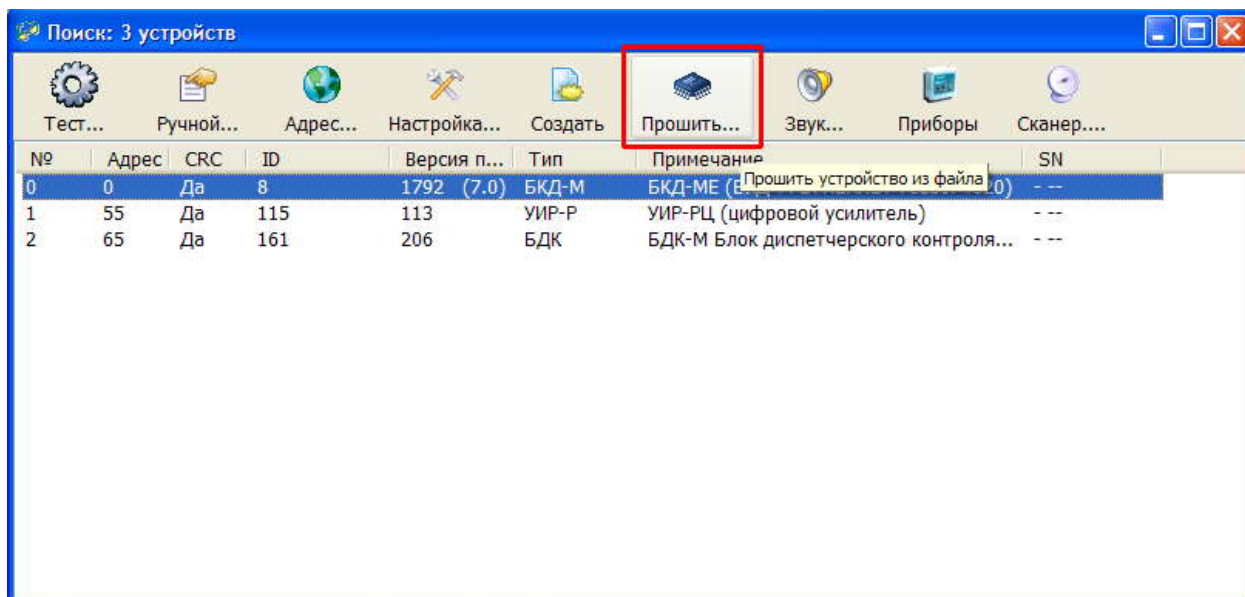 Поиск: 3 устройств
Тест... Ручной... Адрес... Настройка... Создать Прошить... Звук... Приборы Сканер....
№ Адрес CRC ID Версия п... Тип Примечание SN
Прошить устройство из файла
0 0 Да 8 1792 (7.0) БКД-М БКД-МЕ - --
1 55 Да 115 113 УИР-Р УИР-РЦ (цифровой усилитель) - --
2 65 Да 161 206 БДК БДК-М Блок диспетчерского контроля... - --